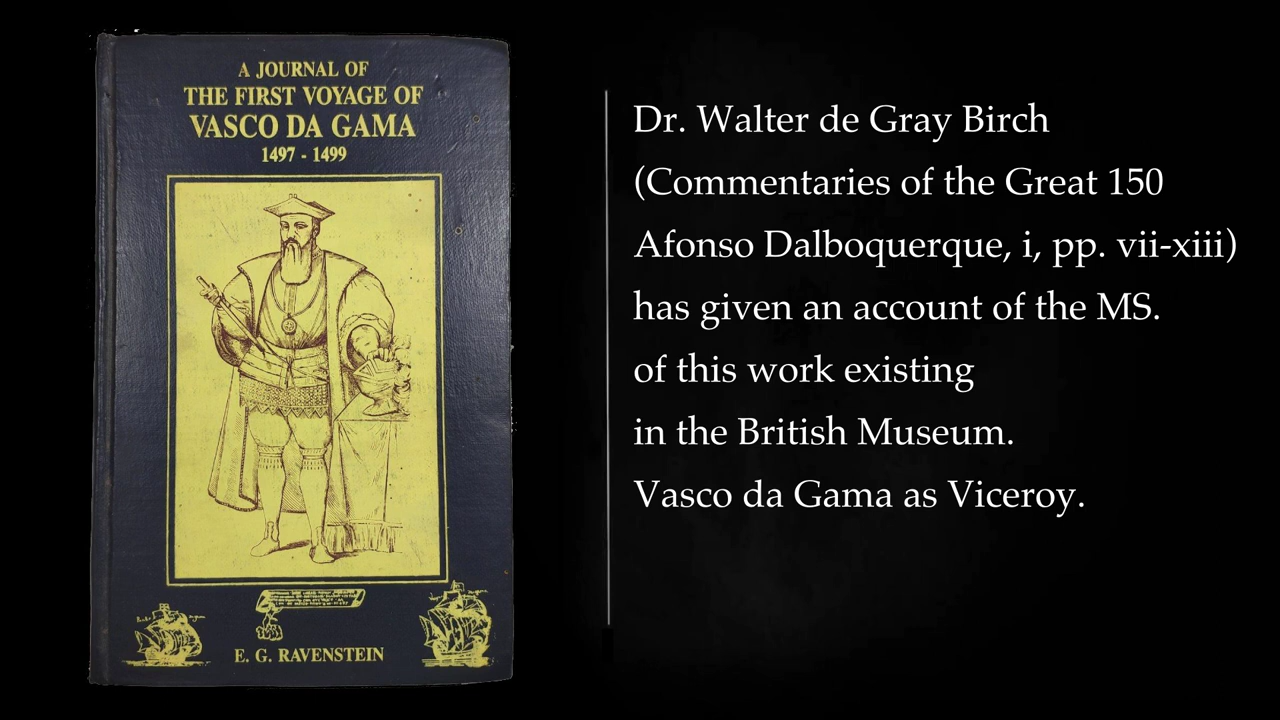 A JOURNAL OF
THE FIRST VOYAGE OF
VASCO DA GAMA
1497 - 1499
E. G. RAVENSTEIN
Dr. Walter de Gray Birch
(Commentaries of the Great 150
Afonso Dalboquerque, i, pp. vii-xiii)
has given an account of the MS.
of this work existing
in the British Museum.
Vasco da Gama as Viceroy.